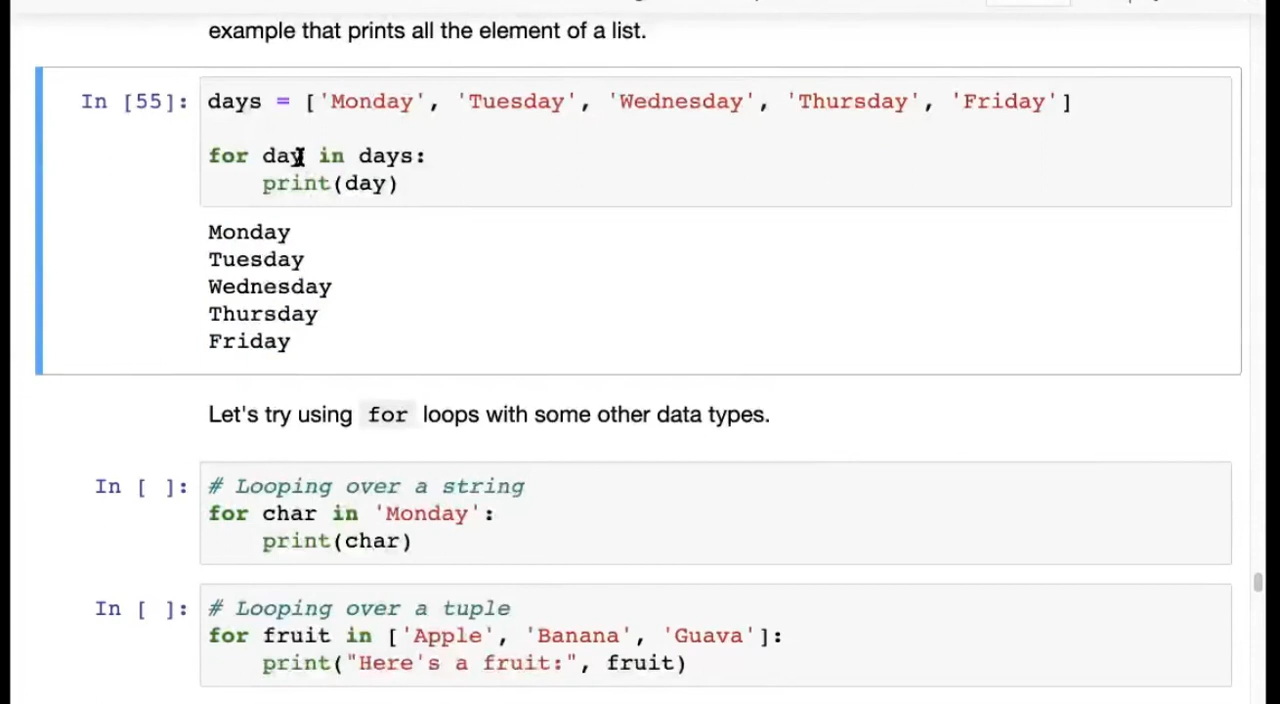 example that prints all the element of a list.
In [55]: days = ['Monday', 'Tuesday', 'Wednesday', 'Thursday', 'Friday']
for day in days:
    print(day)
Monday
Tuesday
Wednesday
Thursday
Friday
Let's try using for loops with some other data types.
In [ ]: # Looping over a string
for char in 'Monday':
    print(char)
In [ ]: # Looping over a tuple
for fruit in ['Apple', 'Banana', 'Guava']:
    print("Here's a fruit:", fruit)